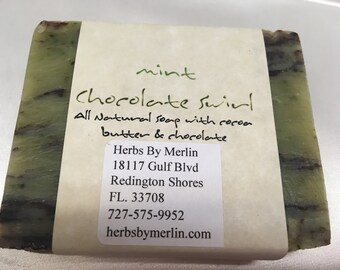 mint
chocolate swirl
All Natural soap with cocoa
butter & chocolate
Herbs By Merlin
18117 Gulf Blvd
Redington Shores
FL. 33708
727-575-9952
herbsbymerlin.com